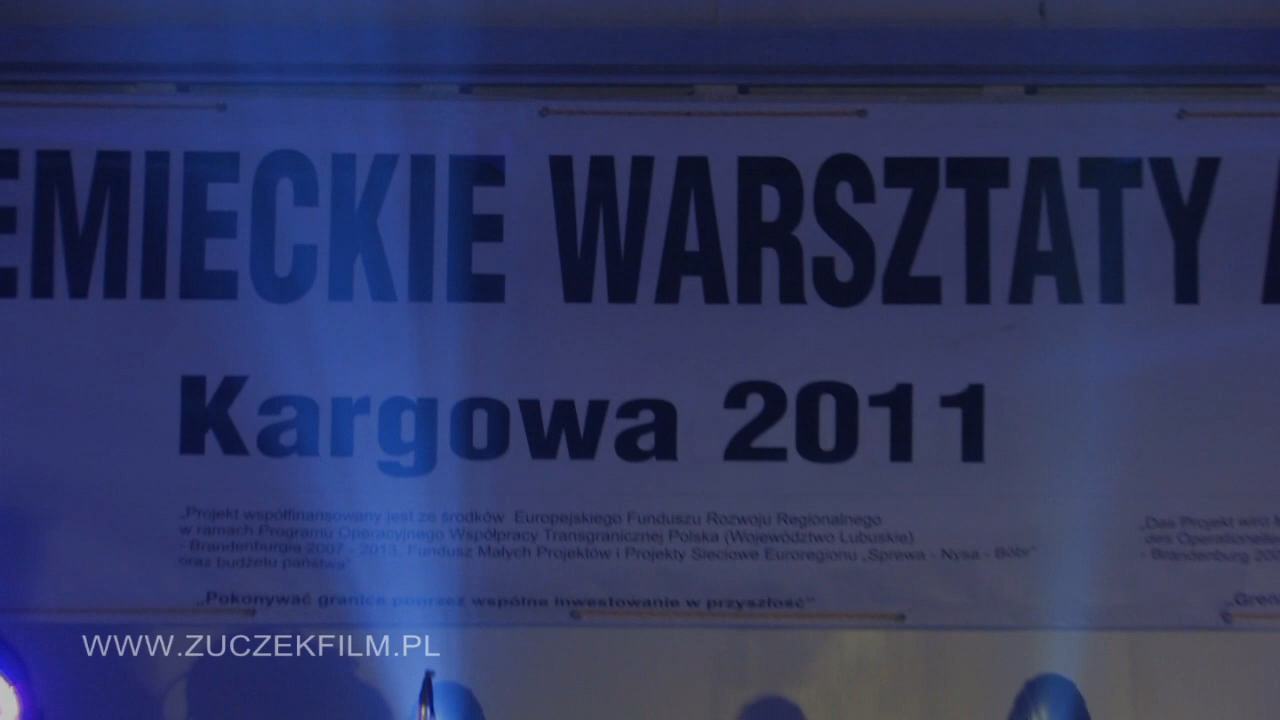 EMIECKIE WARSZTATY
Kargowa 2011
„Projekt współfinansowany jest ze środków Europejskiego Funduszu Rozwoju Regionalnego
w ramach Programu Operacyjnego Współpracy Transgranicznej Polska (Województwo Lubuskie)
- Brandenburgia 2007 - 2013, Fundusz Małych Projektów i Projekty Sieciowe Euroregionu „Sprewa - Nysa - Bóbr"
oraz budżetu państwa"
„Pokonywać granice poprzez wspólne inwestowanie w przyszłość"
„Das Projekt wird
des Operationelle
- Brandenburg 200
„Gren
WWW.ZUCZEKFILM.PL